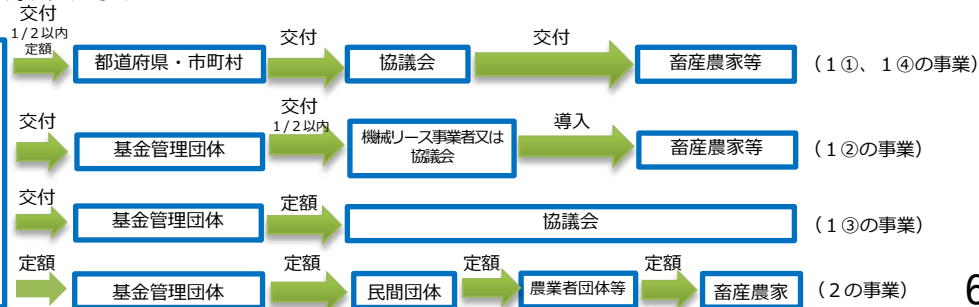 交付
1/2以内
定額
交付
交付
都道府県・市町村
協議会
畜産農家等
（1①、1④の事業）
交付
交付
1/2以内
導入
基金管理団体
機械リース事業者又は
協議会
畜産農家等
（1②の事業）
交付
定額
基金管理団体
協議会
（1③の事業）
定額
定額
定額
定額
基金管理団体
民間団体
農業者団体等
畜産農家
（2の事業）